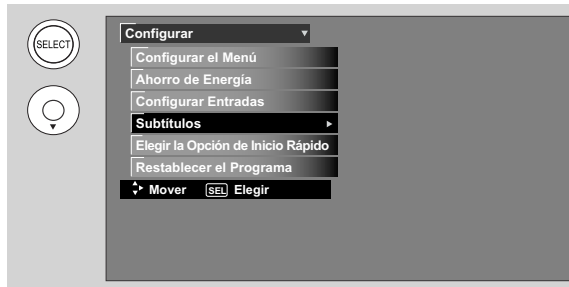 SELECT
Configurar
Configurar el Menú
Ahorro de Energía
Configurar Entradas
Subtítulos
Elegir la Opción de Inicio Rápido
Restablecer el Programa
Mover SEL Elegir